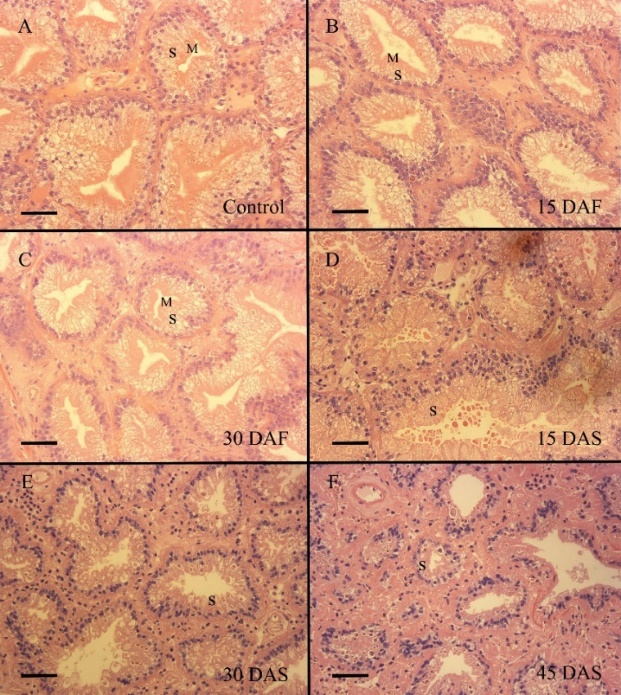 A
S M
Control
B
M
S
15 DAF
C
M
S
30 DAF
D
S
15 DAS
E
S
30 DAS
F
S
45 DAS